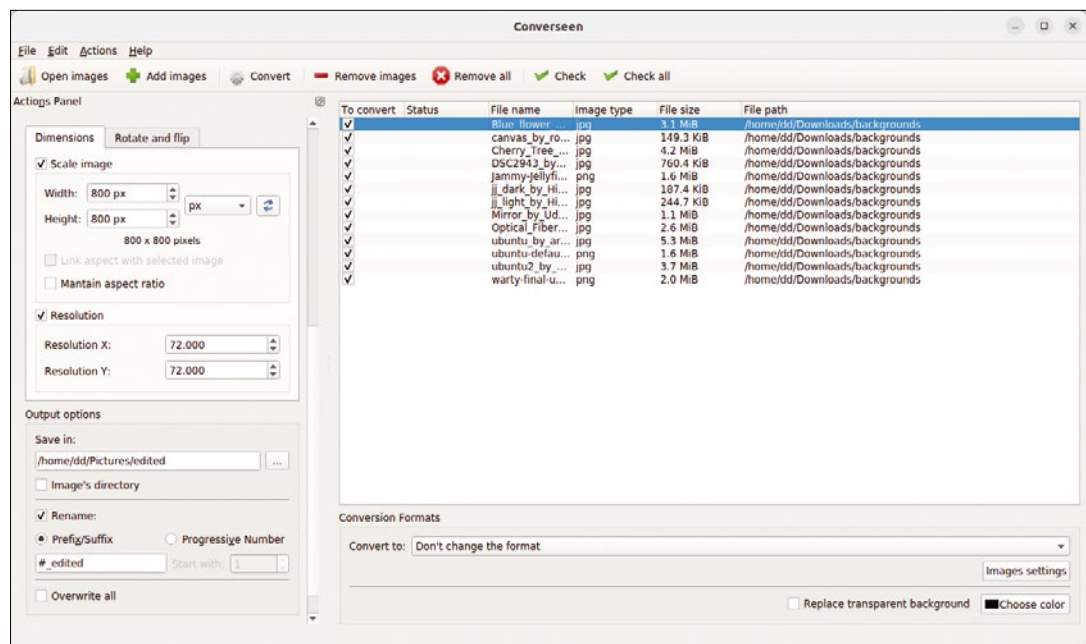 Converseen
File Edit Actions Help
Open images Add images Convert Remove images Remove all Check Check all
Actions Panel
Dimensions Rotate and flip
Scale image
Width: 800 px
px
Height: 800 px
800 x 800 pixels
Link aspect with selected image
Mantain aspect ratio
Resolution
Resolution X: 72.000
Resolution Y: 72.000
Output options
Save in:
/home/dd/Pictures/edited ...
Image's directory
Rename:
Prefix/Suffix Progressive Number
#_edited Start with: 1
Overwrite all
To convert Status File name Image type File size File path
Blue_flower_... jpg 3.1 MiB /home/dd/Downloads/backgrounds
canvas_by_ro... jpg 149.3 KiB /home/dd/Downloads/backgrounds
Cherry_Tree_... jpg 4.2 MiB /home/dd/Downloads/backgrounds
DSC2943_by... jpg 760.4 KiB /home/dd/Downloads/backgrounds
Jammy-Jellyfi... png 1.6 MiB /home/dd/Downloads/backgrounds
jj_dark_by_Hi... jpg 187.4 KiB /home/dd/Downloads/backgrounds
jj_light_by_Hi... jpg 244.7 KiB /home/dd/Downloads/backgrounds
Mirror_by_Ud... jpg 1.1 MiB /home/dd/Downloads/backgrounds
Optical_Fiber... jpg 2.6 MiB /home/dd/Downloads/backgrounds
ubuntu_by_ar... jpg 5.3 MiB /home/dd/Downloads/backgrounds
ubuntu-defau... png 1.6 MiB /home/dd/Downloads/backgrounds
ubuntu2_by_... jpg 3.7 MiB /home/dd/Downloads/backgrounds
warty-final-u... png 2.0 MiB /home/dd/Downloads/backgrounds
Conversion Formats
Convert to: Don't change the format
Images settings
Replace transparent background Choose color